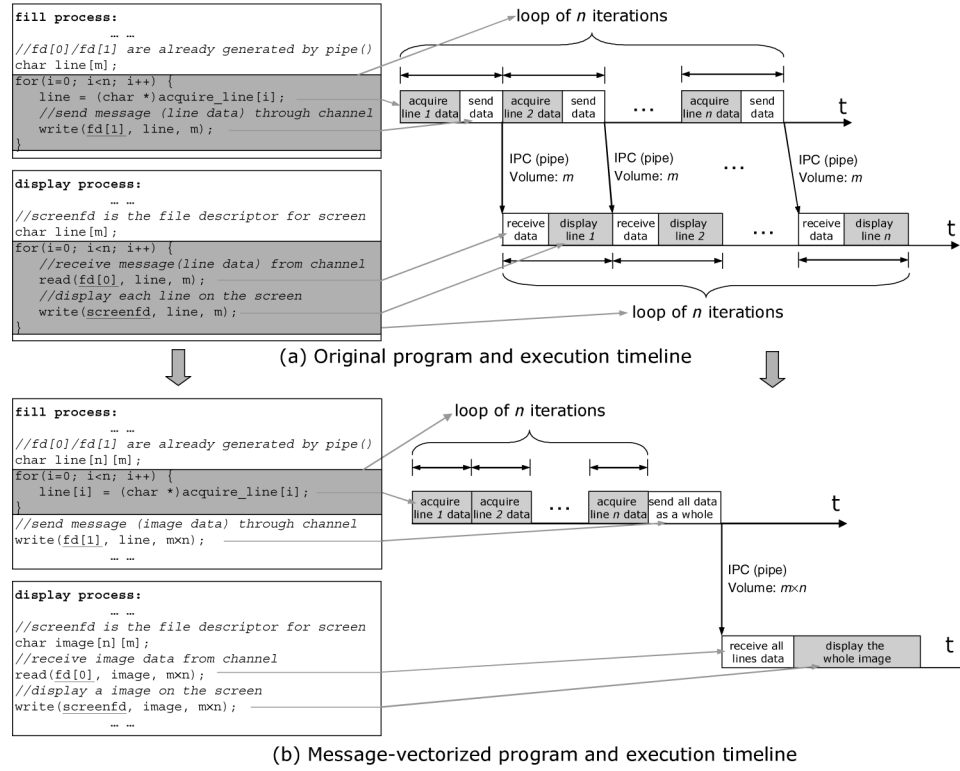 fill process:
... ...
//fd[0]/fd[1] are already generated by pipe()
char line[m];
for(i=0; i<n; i++) {
line = (char *)acquire_line[i];
//send message (line data) through channel
write(fd[1], line, m);
}
display process:
... ...
//screenfd is the file descriptor for screen
char line[m];
for(i=0; i<n; i++) {
//receive message(line data) from channel
read(fd[0], line, m);
//display each line on the screen
write(screenfd, line, m);
}
loop of n iterations
acquire
line 1 data
send
data
acquire
line 2 data
send
data
...
acquire
line n data
send
data
t
IPC (pipe)
Volume: m
IPC (pipe)
Volume: m
...
IPC (pipe)
Volume: m
receive
data
display
line 1
receive
data
display
line 2
...
receive
data
display
line n
t
loop of n iterations
(a) Original program and execution timeline
fill process:
... ...
//fd[0]/fd[1] are already generated by pipe()
char line[n][m];
for(i=0; i<n; i++) {
line[i] = (char *)acquire_line[i];
}
//send message (image data) through channel
write(fd[1], line, m×n);
... ...
display process:
... ...
//screenfd is the file descriptor for screen
char image[n][m];
//receive image data from channel
read(fd[0], image, m×n);
//display a image on the screen
write(screenfd, image, m×n);
... ...
loop of n iterations
acquire
line 1 data
acquire
line 2 data
...
acquire
line n data
send all data
as a whole
t
IPC (pipe)
Volume: m×n
receive all
lines data
display the
whole image
t
(b) Message-vectorized program and execution timeline